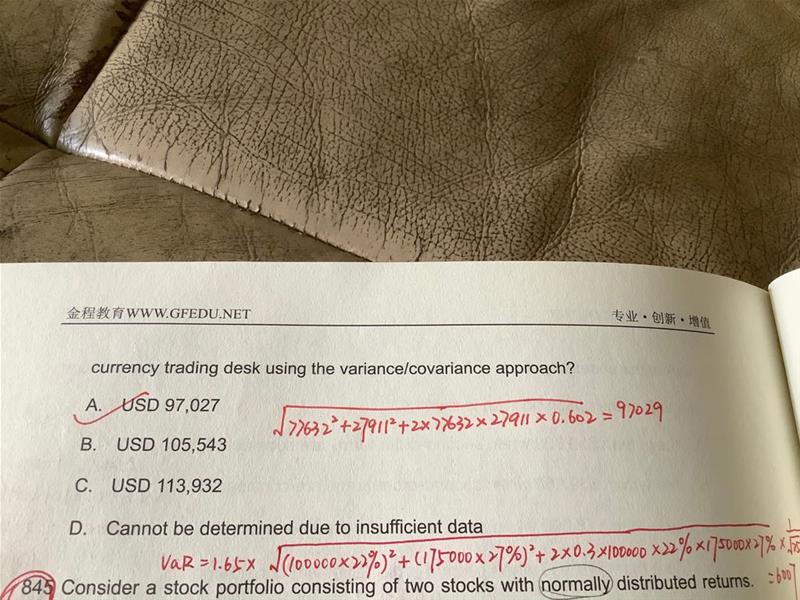 金程教育WWW.GFEDU.NET 专业·创新·增值
currency trading desk using the variance/covariance approach?
A. USD 97,027
√(77632²+27911²+2×77632×27911×0.602) = 97029
B. USD 105,543
C. USD 113,932
D. Cannot be determined due to insufficient data
VaR = 1.65× √((100000×22%)²+(175000×27%)²+2×0.3×100000×22%×175000×27%) ×
845 Consider a stock portfolio consisting of two stocks with normally distributed returns.